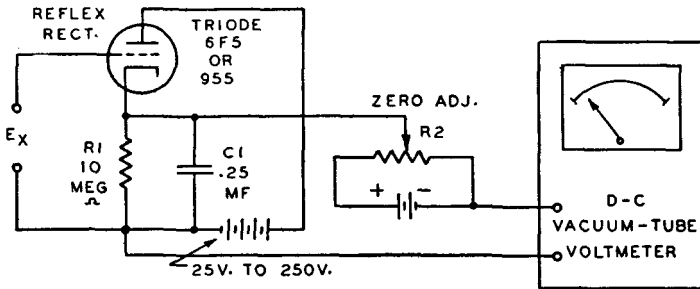 REFLEX
RECT.
TRIODE
6F5
OR
955
EX
R1
10
MEG
Ω
C1
.25
MF
25V. TO 250V.
ZERO ADJ.
R2
+ -
D-C
VACUUM-TUBE
VOLTMETER